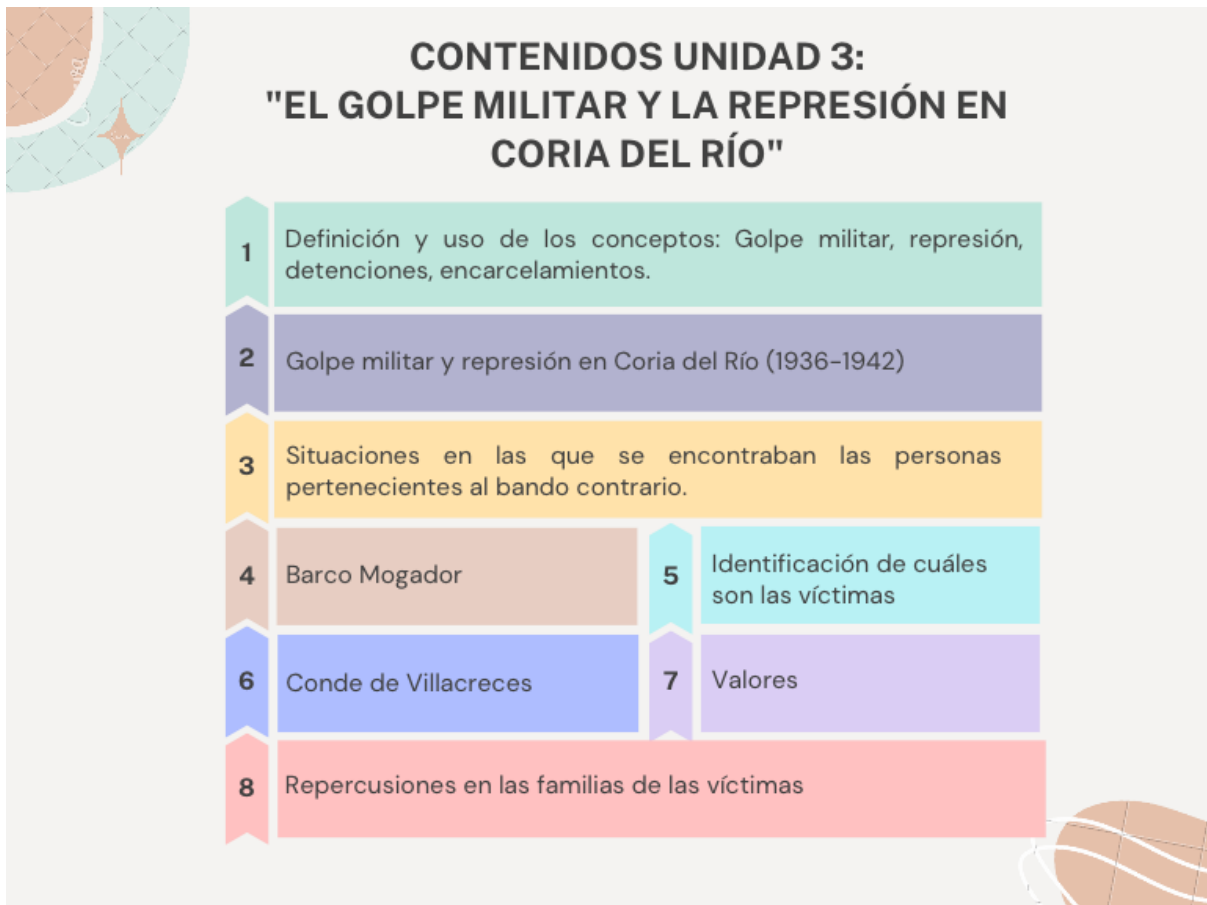 CONTENIDOS UNIDAD 3:
"EL GOLPE MILITAR Y LA REPRESIÓN EN
CORIA DEL RÍO"
1
Definición y uso de los conceptos: Golpe militar, represión,
detenciones, encarcelamientos.
2
Golpe militar y represión en Coria del Río (1936-1942)
3
Situaciones en las que se encontraban las personas
pertenecientes al bando contrario.
4
Barco Mogador
5
Identificación de cuáles
son las víctimas
6
Conde de Villacreces
7
Valores
8
Repercusiones en las familias de las víctimas